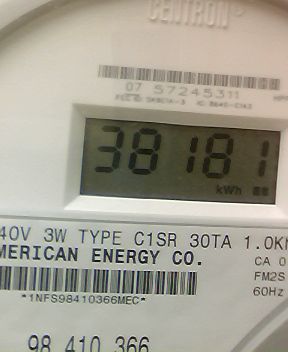 CENTRON®
07 57245311
38181
kWh
40V 3W TYPE C1SR 30TA 1.0K
MERICAN ENERGY CO.
CA 0
FM2S
60Hz
*1NFS98410366MEC*
98 410 366